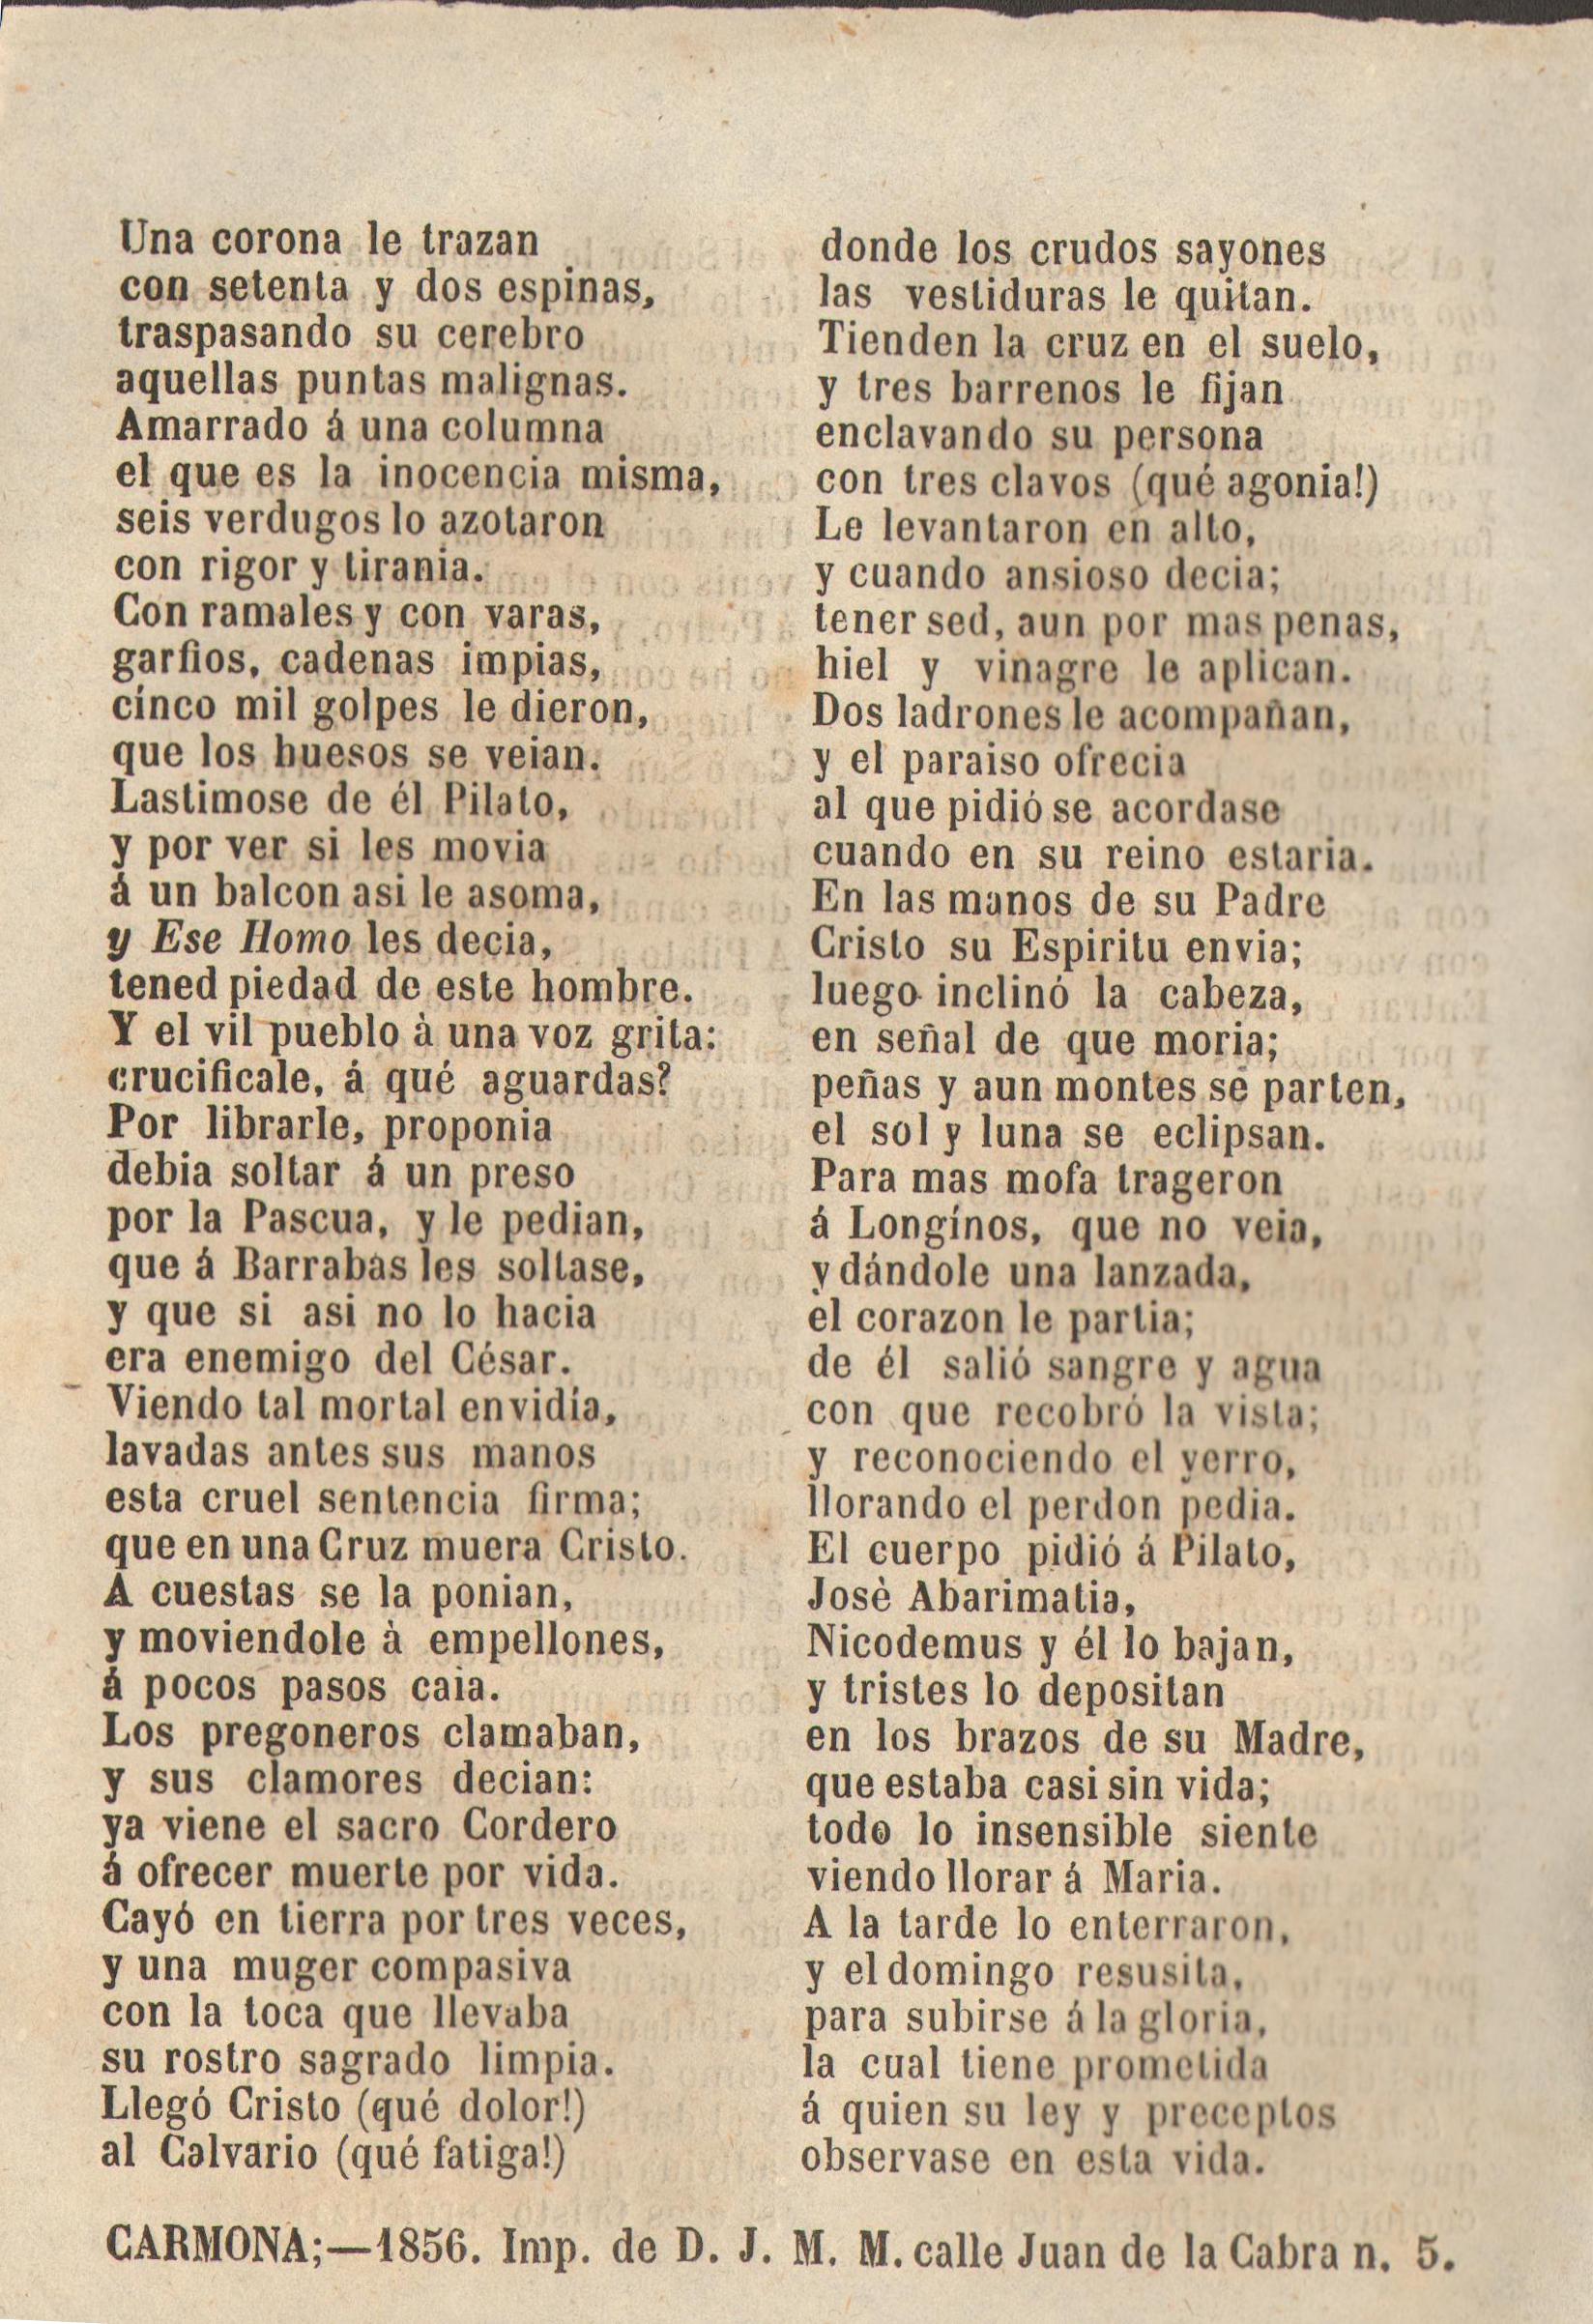 Una corona le trazan
con setenta y dos espinas,
traspasando su cerebro
aquellas puntas malignas.
Amarrado á una columna
el que es la inocencia misma,
seis verdugos lo azotaron
con rigor y tirania.
Con ramales y con varas,
garfios, cadenas impias,
cínco mil golpes le dieron,
que los huesos se veian.
Lastimose de él Pilato,
y por ver si les movia
á un balcon asi le asoma,
y Ese Homo les decia,
tened piedad de este hombre.
Y el vil pueblo à una voz grita:
crucificale, á qué aguardas?
Por librarle, proponia
debia soltar á un preso
por la Pascua, y le pedian,
que á Barrabas les soltase,
y que si asi no lo hacia
era enemigo del César.
Viendo tal mortal envidía,
lavadas antes sus manos
esta cruel sentencia firma;
que en una Cruz muera Cristo.
A cuestas se la ponian,
y moviendole à empellones,
á pocos pasos caia.
Los pregoneros clamaban,
y sus clamores decian:
ya viene el sacro Cordero
á ofrecer muerte por vida.
Cayó en tierra por tres veces,
y una muger compasiva
con la toca que llevaba
su rostro sagrado limpia.
Llegó Cristo (qué dolor!)
al Calvario (qué fatiga!)
donde los crudos sayones
las vestiduras le quitan.
Tienden la cruz en el suelo,
y tres barrenos le fijan
enclavando su persona
con tres clavos (qué agonia!)
Le levantaron en alto,
y cuando ansioso decia;
tener sed, aun por mas penas,
hiel y vinagre le aplican.
Dos ladrones le acompañan,
y el paraiso ofrecia
al que pidió se acordase
cuando en su reino estaria.
En las manos de su Padre
Cristo su Espiritu envia;
luego inclinó la cabeza,
en señal de que moria;
peñas y aun montes se parten,
el sol y luna se eclipsan.
Para mas mofa trageron
á Longínos, que no veia,
y dándole una lanzada,
el corazon le partia;
de él salió sangre y agua
con que recobró la vista;
y reconociendo el yerro,
llorando el perdon pedia.
El cuerpo pidió á Pilato,
Josè Abarimatia,
Nicodemus y él lo bajan,
y tristes lo depositan
en los brazos de su Madre,
que estaba casi sin vida;
todo lo insensible siente
viendo llorar á Maria.
A la tarde lo enterraron,
y el domingo resusita,
para subirse á la gloria,
la cual tiene prometida
á quien su ley y preceptos
observase en esta vida.
CARMONA;—1856. Imp. de D. J. M. M. calle Juan de la Cabra n. 5.